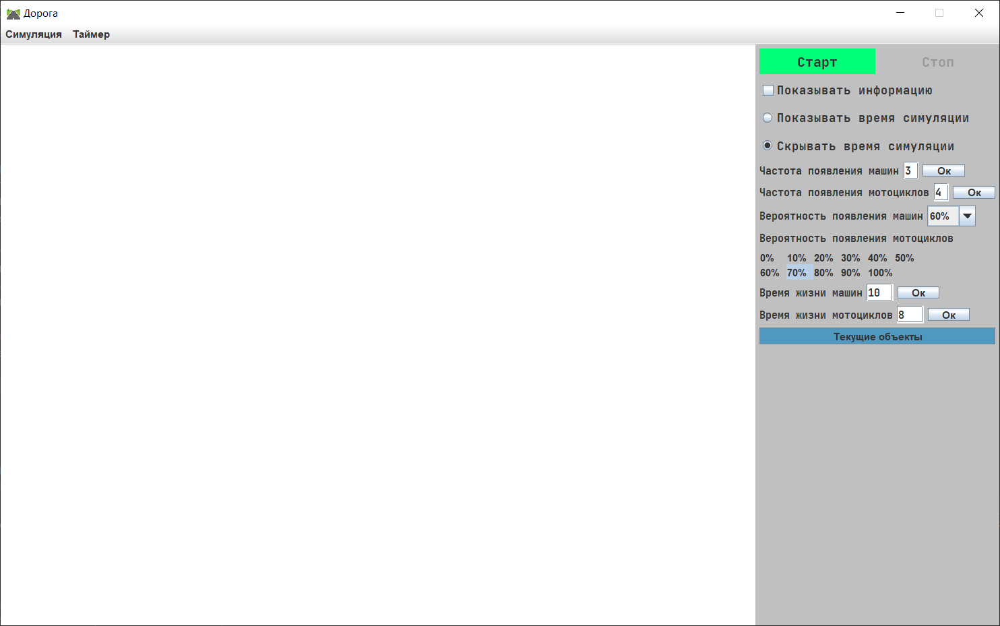 Дорога
Симуляция Таймер
Старт Стоп
Показывать информацию
Показывать время симуляции
Скрывать время симуляции
Частота появления машин 3 Ок
Частота появления мотоциклов 4 Ок
Вероятность появления машин 60%
Вероятность появления мотоциклов
0% 10% 20% 30% 40% 50%
60% 70% 80% 90% 100%
Время жизни машин 10 Ок
Время жизни мотоциклов 8 Ок
Текущие объекты